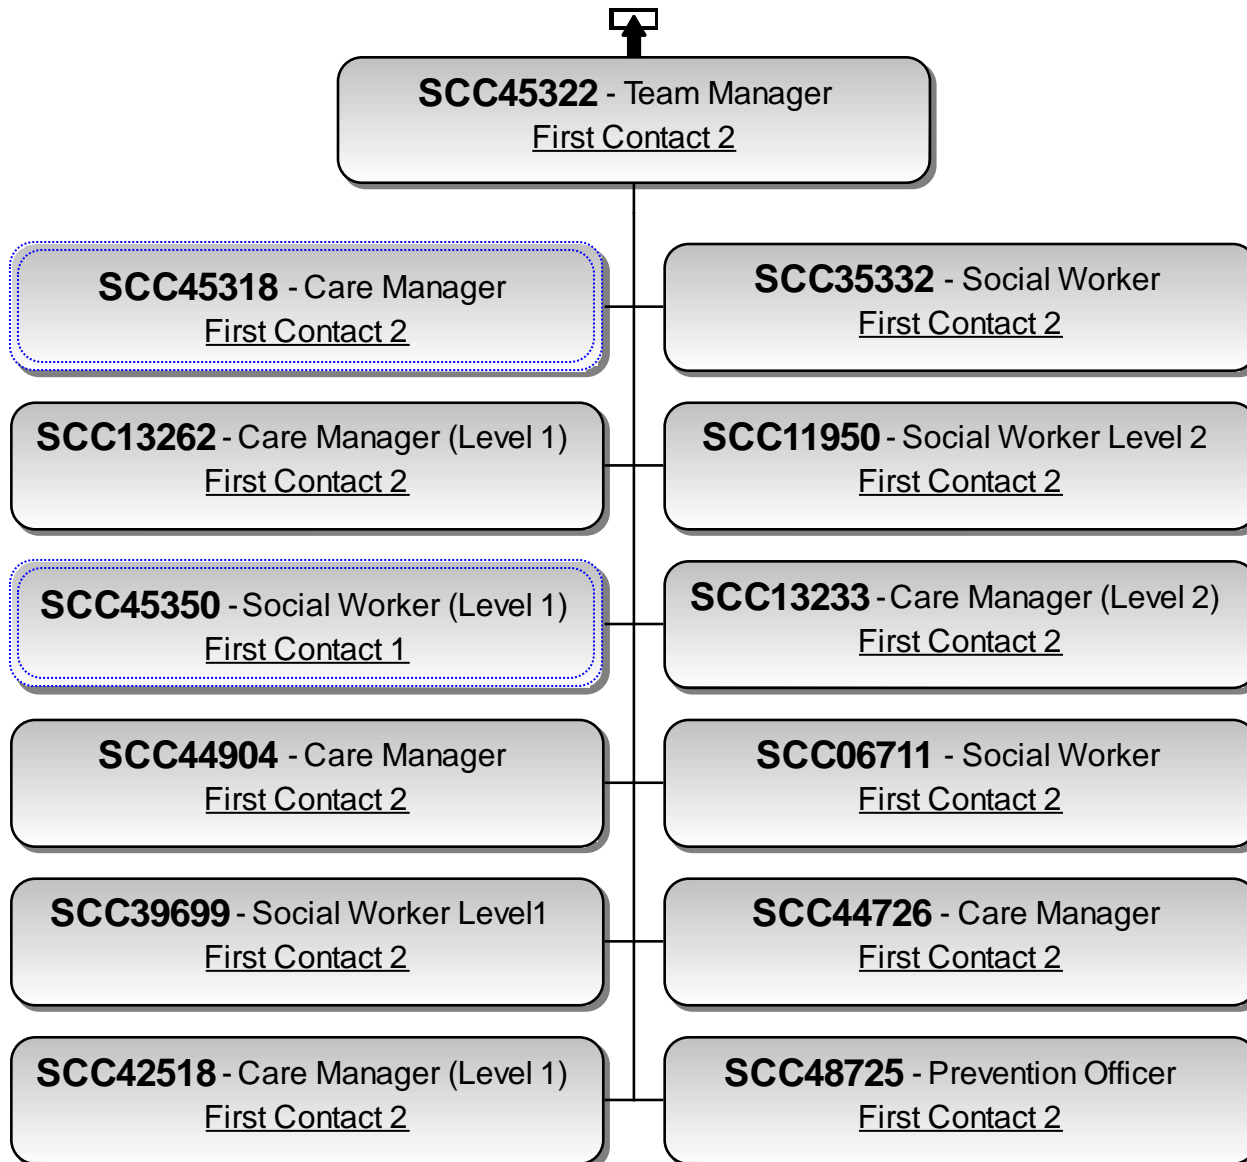 SCC45322 - Team Manager
First Contact 2
SCC45318 - Care Manager
First Contact 2
SCC35332 - Social Worker
First Contact 2
SCC13262 - Care Manager (Level 1)
First Contact 2
SCC11950 - Social Worker Level 2
First Contact 2
SCC45350 - Social Worker (Level 1)
First Contact 1
SCC13233 - Care Manager (Level 2)
First Contact 2
SCC44904 - Care Manager
First Contact 2
SCC06711 - Social Worker
First Contact 2
SCC39699 - Social Worker Level1
First Contact 2
SCC44726 - Care Manager
First Contact 2
SCC42518 - Care Manager (Level 1)
First Contact 2
SCC48725 - Prevention Officer
First Contact 2